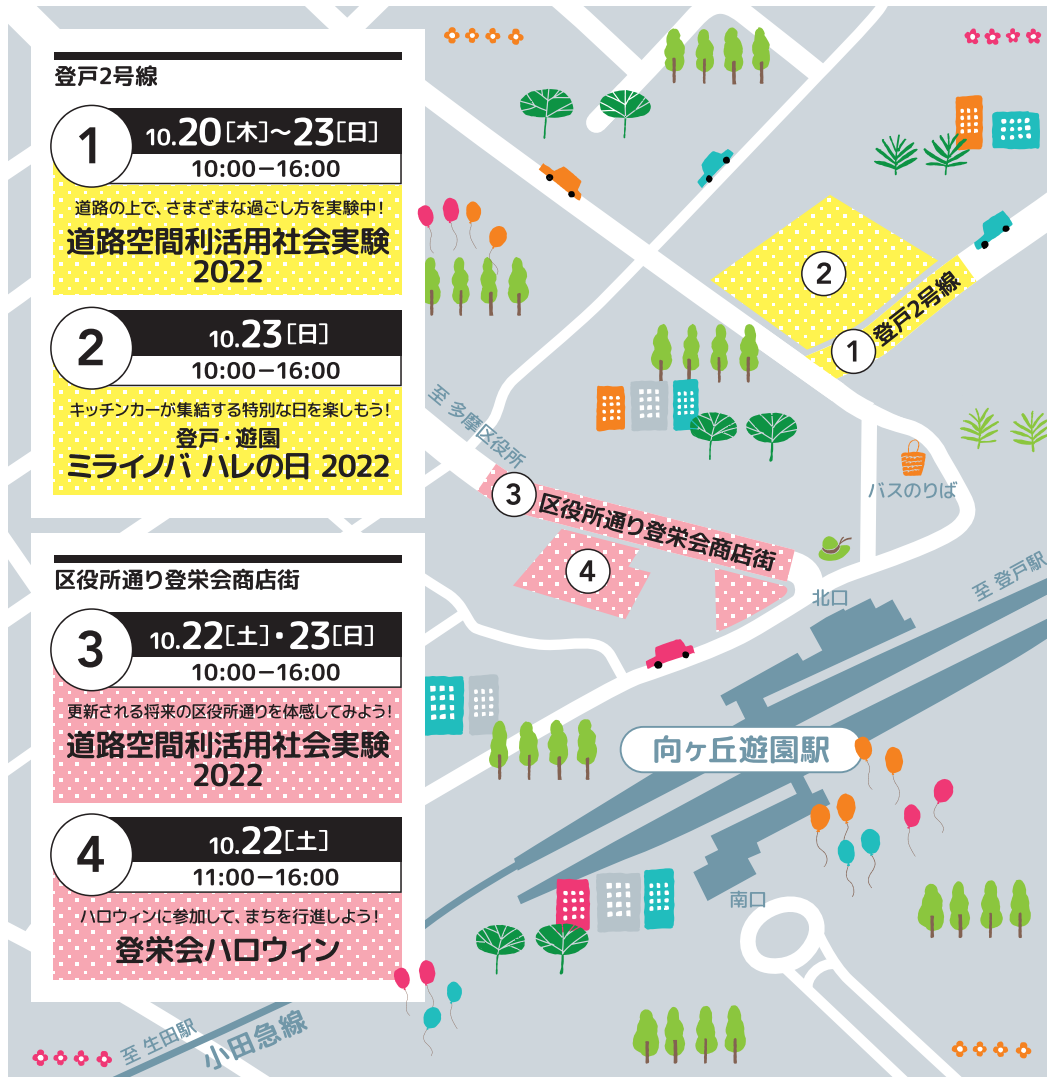 登戸2号線
1
10.20[木]〜23[日]
10:00−16:00
道路の上で、さまざまな過ごし方を実験中!
道路空間利活用社会実験
2022
2
10.23[日]
10:00−16:00
キッチンカーが集結する特別な日を楽しもう!
登戸・遊園
ミライノバ ハレの日 2022
区役所通り登栄会商店街
3
10.22[土]・23[日]
10:00−16:00
更新される将来の区役所通りを体感してみよう!
道路空間利活用社会実験
2022
4
10.22[土]
11:00−16:00
ハロウィンに参加して、まちを行進しよう!
登栄会ハロウィン
2
1
登戸2号線
至 多摩区役所
3
区役所通り登栄会商店街
4
バスのりば
北口
至 登戸駅
向ヶ丘遊園駅
南口
至 生田駅
小田急線